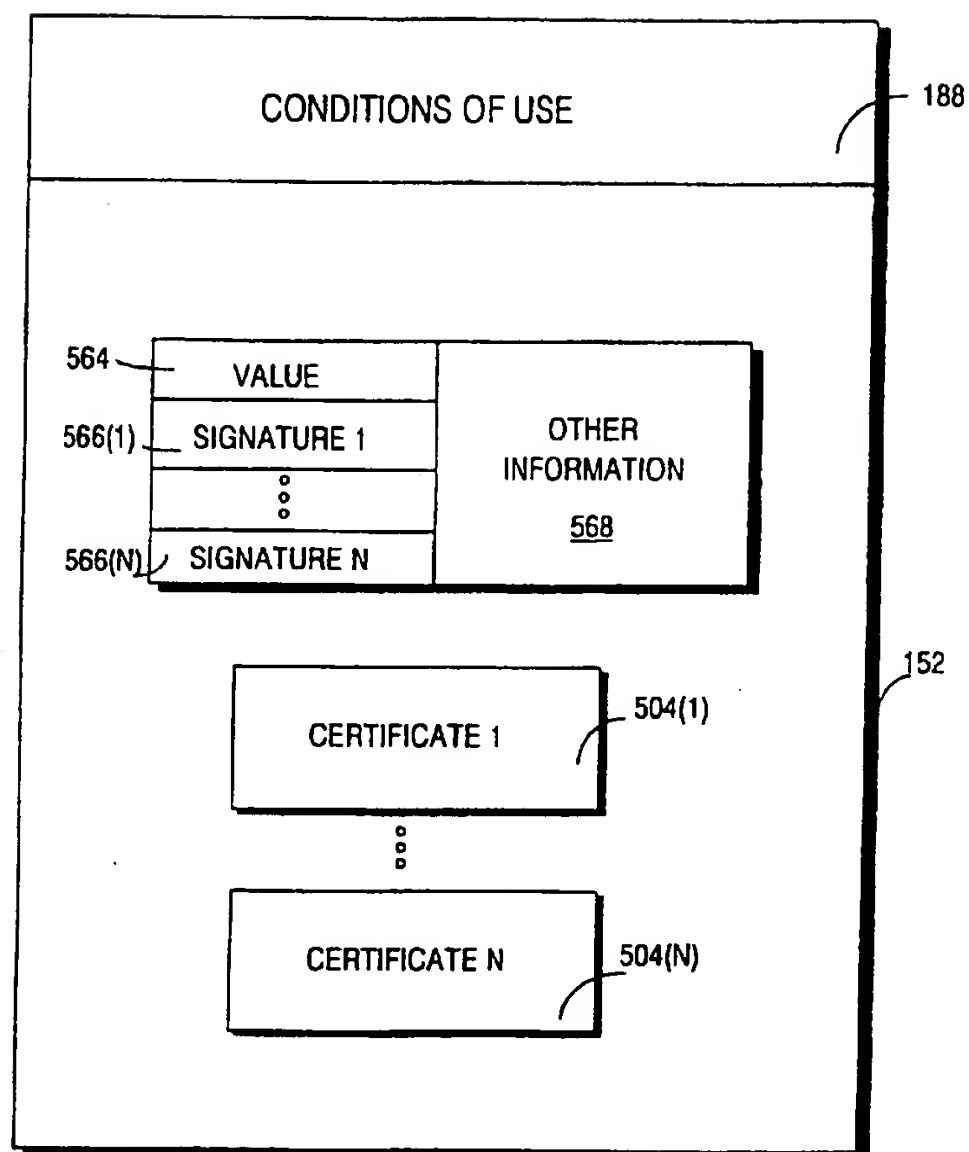 CONDITIONS OF USE
188
564
VALUE
566(1)
SIGNATURE 1
566(N)
SIGNATURE N
OTHER
INFORMATION
568
152
CERTIFICATE 1
504(1)
CERTIFICATE N
504(N)